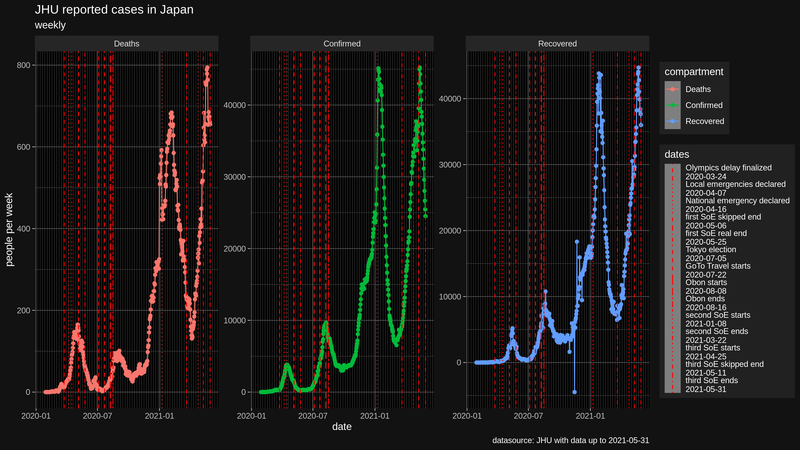 JHU reported cases in Japan
weekly
Deaths
Confirmed
Recovered
people per week
800
600
400
200
0
40000
30000
20000
10000
0
40000
30000
20000
10000
0
2020-01
2020-07
2021-01
2020-01
2020-07
2021-01
2020-01
2020-07
2021-01
date
compartment
Deaths
Confirmed
Recovered
dates
Olympics delay finalized
2020-03-24
Local emergencies declared
2020-04-07
National emergency declared
2020-04-16
first SoE skipped end
2020-05-06
first SoE real end
2020-05-25
Tokyo election
2020-07-05
GoTo Travel starts
2020-07-22
Obon starts
2020-08-08
Obon ends
2020-08-16
second SoE starts
2021-01-08
second SoE ends
2021-03-22
third SoE starts
2021-04-25
third SoE skipped end
2021-05-11
third SoE ends
2021-05-31
datasource: JHU with data up to 2021-05-31